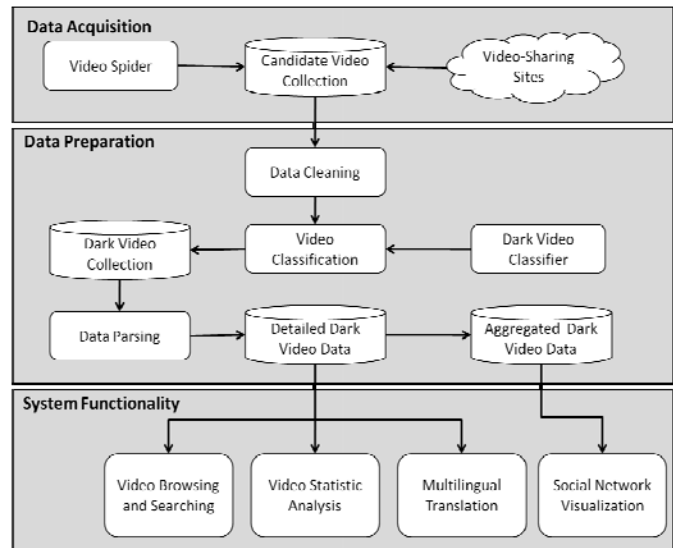 Data Acquisition
Video Spider
Candidate Video
Collection
Video-Sharing
Sites
Data Preparation
Data Cleaning
Dark Video
Collection
Video
Classification
Dark Video
Classifier
Data Parsing
Detailed Dark
Video Data
Aggregated Dark
Video Data
System Functionality
Video Browsing
and Searching
Video Statistic
Analysis
Multilingual
Translation
Social Network
Visualization